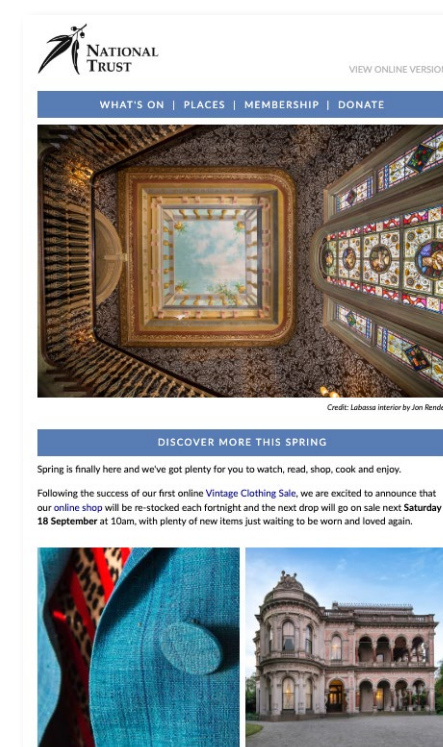 NATIONAL
TRUST
VIEW ONLINE VERSION
WHAT'S ON | PLACES | MEMBERSHIP | DONATE
Credit: Labassa interior by Jon
DISCOVER MORE THIS SPRING
Spring is finally here and we've got plenty for you to watch, read, shop, cook and enjoy.
Following the success of our first online Vintage Clothing Sale, we are excited to announce that
our online shop will be re-stocked each fortnight and the next drop will go on sale next Saturday
18 September at 10am, with plenty of new items just waiting to be worn and loved again.